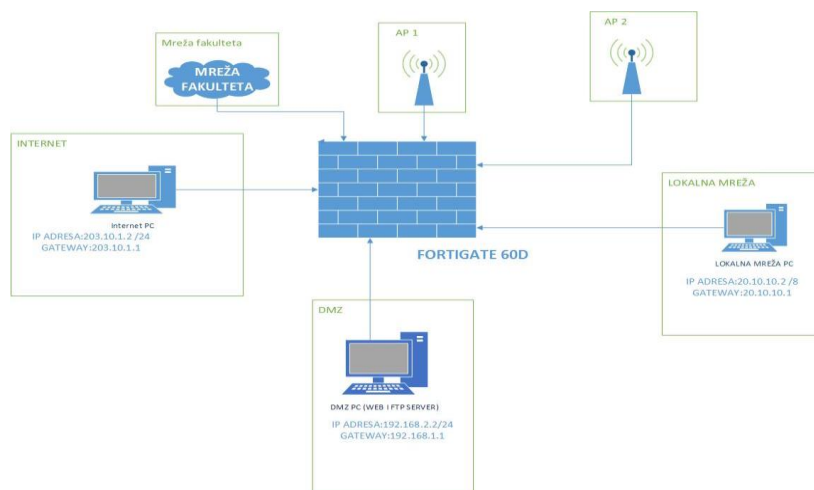 Mreža fakulteta
MREŽA
FAKULTETA
AP 1
AP 2
INTERNET
Internet PC
IP ADRESA:203.10.1.2 /24
GATEWAY:203.10.1.1
FORTIGATE 60D
LOKALNA MREŽA
LOKALNA MREŽA PC
IP ADRESA:20.10.10.2 /8
GATEWAY:20.10.10.1
DMZ
DMZ PC (WEB I FTP SERVER)
IP ADRESA:192.168.2.2/24
GATEWAY:192.168.1.1